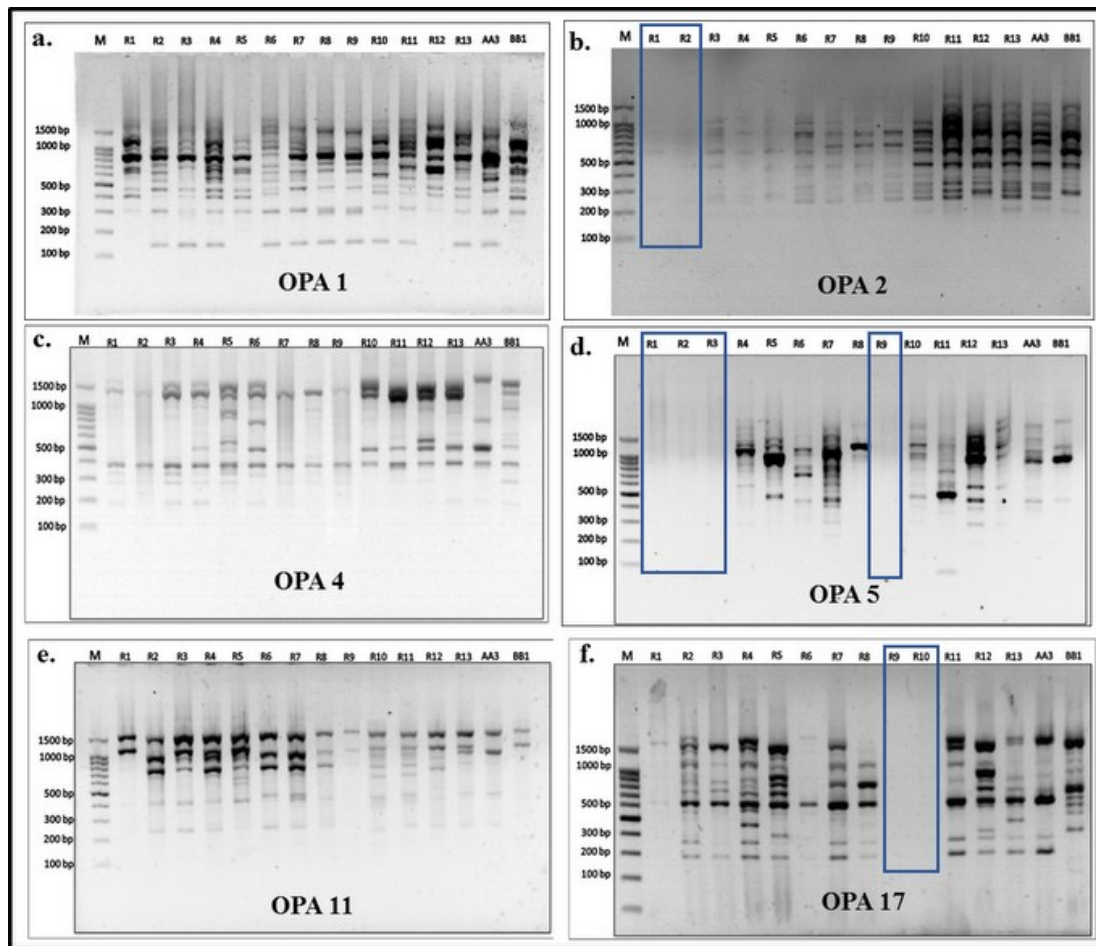 a.
M R1 R2 R3 R4 R5 R6 R7 R8 R9 R10 R11 R12 R13 AA3 BB1
1500 bp
1000 bp
500 bp
300 bp
200 bp
100 bp
OPA 1
b.
M R1 R2 R3 R4 R5 R6 R7 R8 R9 R10 R11 R12 R13 AA3 BB1
1500 bp
1000 bp
500 bp
300 bp
200 bp
100 bp
OPA 2
c.
M R1 R2 R3 R4 R5 R6 R7 R8 R9 R10 R11 R12 R13 AA3 BB1
1500 bp
1000 bp
500 bp
300 bp
200 bp
100 bp
OPA 4
d.
M R1 R2 R3 R4 R5 R6 R7 R8 R9 R10 R11 R12 R13 AA3 BB1
1500 bp
1000 bp
500 bp
300 bp
200 bp
100 bp
OPA 5
e.
M R1 R2 R3 R4 R5 R6 R7 R8 R9 R10 R11 R12 R13 AA3 BB1
1500 bp
1000 bp
500 bp
300 bp
200 bp
100 bp
OPA 11
f.
M R1 R2 R3 R4 R5 R6 R7 R8 R9 R10 R11 R12 R13 AA3 BB1
1500 bp
1000 bp
500 bp
300 bp
200 bp
100 bp
OPA 17